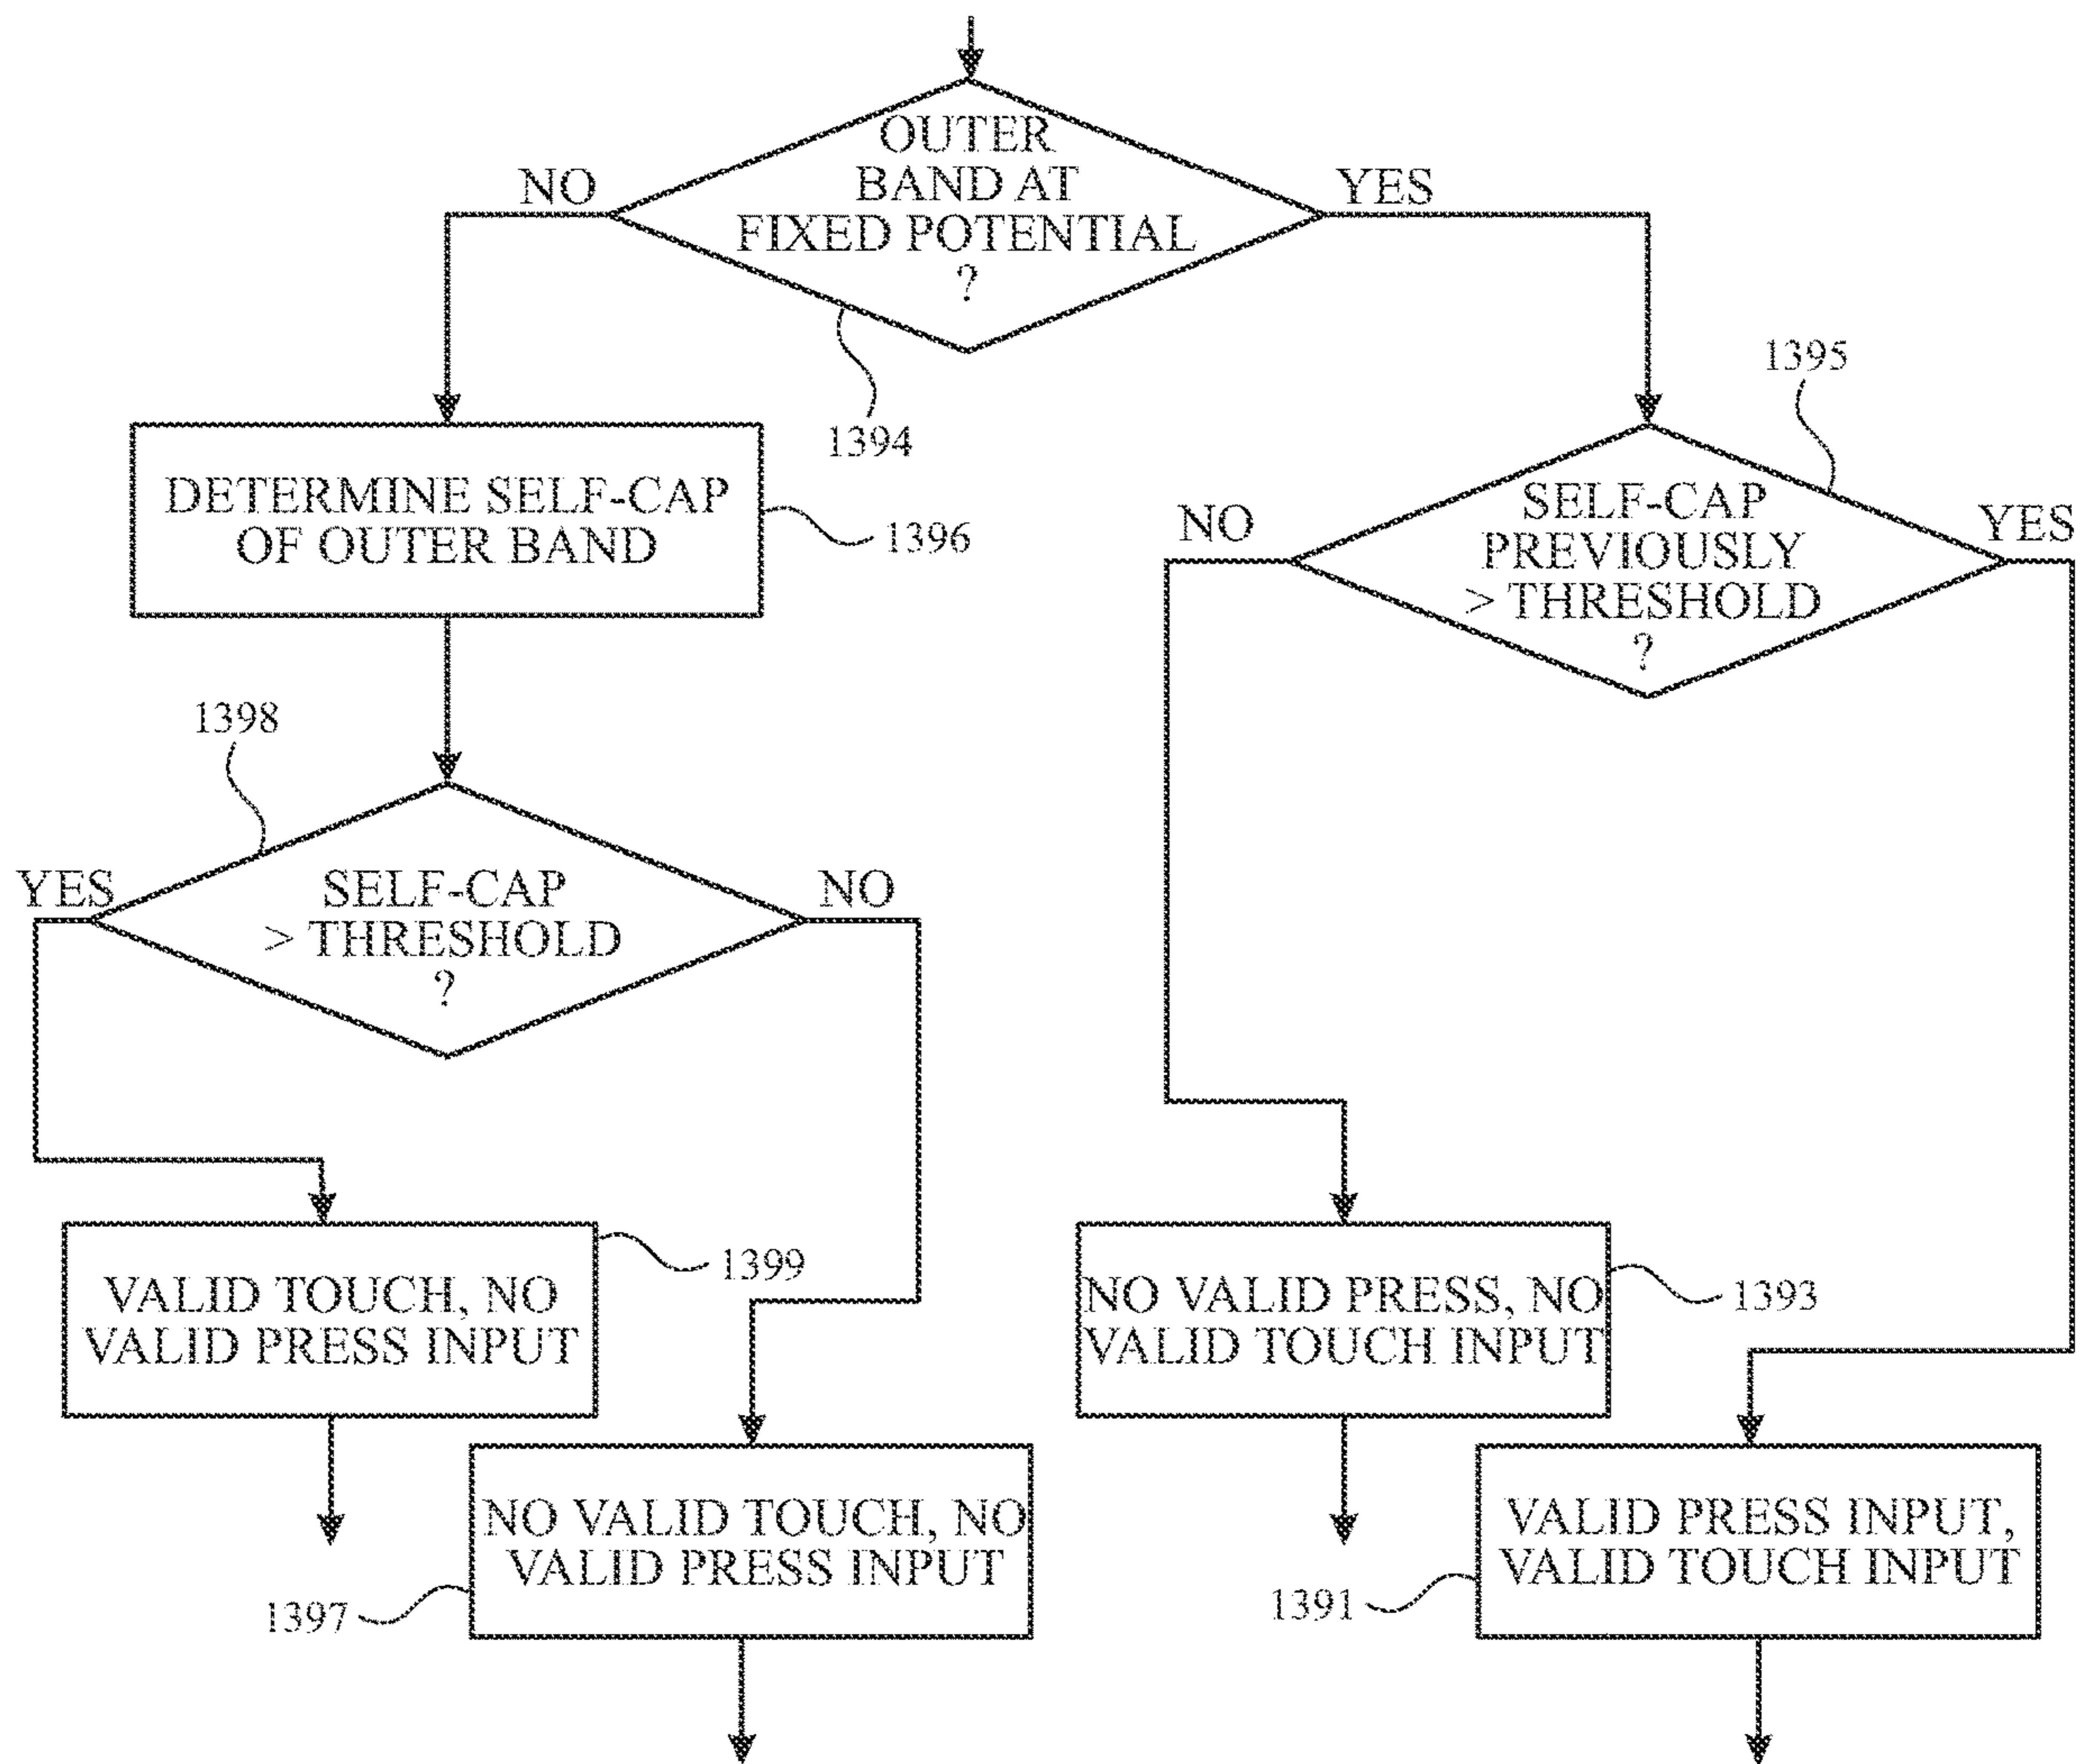 OUTER
BAND AT
FIXED POTENTIAL
?
NO
YES
1394
1395
DETERMINE SELF-CAP
OF OUTER BAND
1396
SELF-CAP
PREVIOUSLY
> THRESHOLD
?
NO
YES
1398
SELF-CAP
> THRESHOLD
?
YES
NO
VALID TOUCH, NO
VALID PRESS INPUT
1399
NO VALID PRESS, NO
VALID TOUCH INPUT
1393
NO VALID TOUCH, NO
VALID PRESS INPUT
1397
VALID PRESS INPUT,
VALID TOUCH INPUT
1391